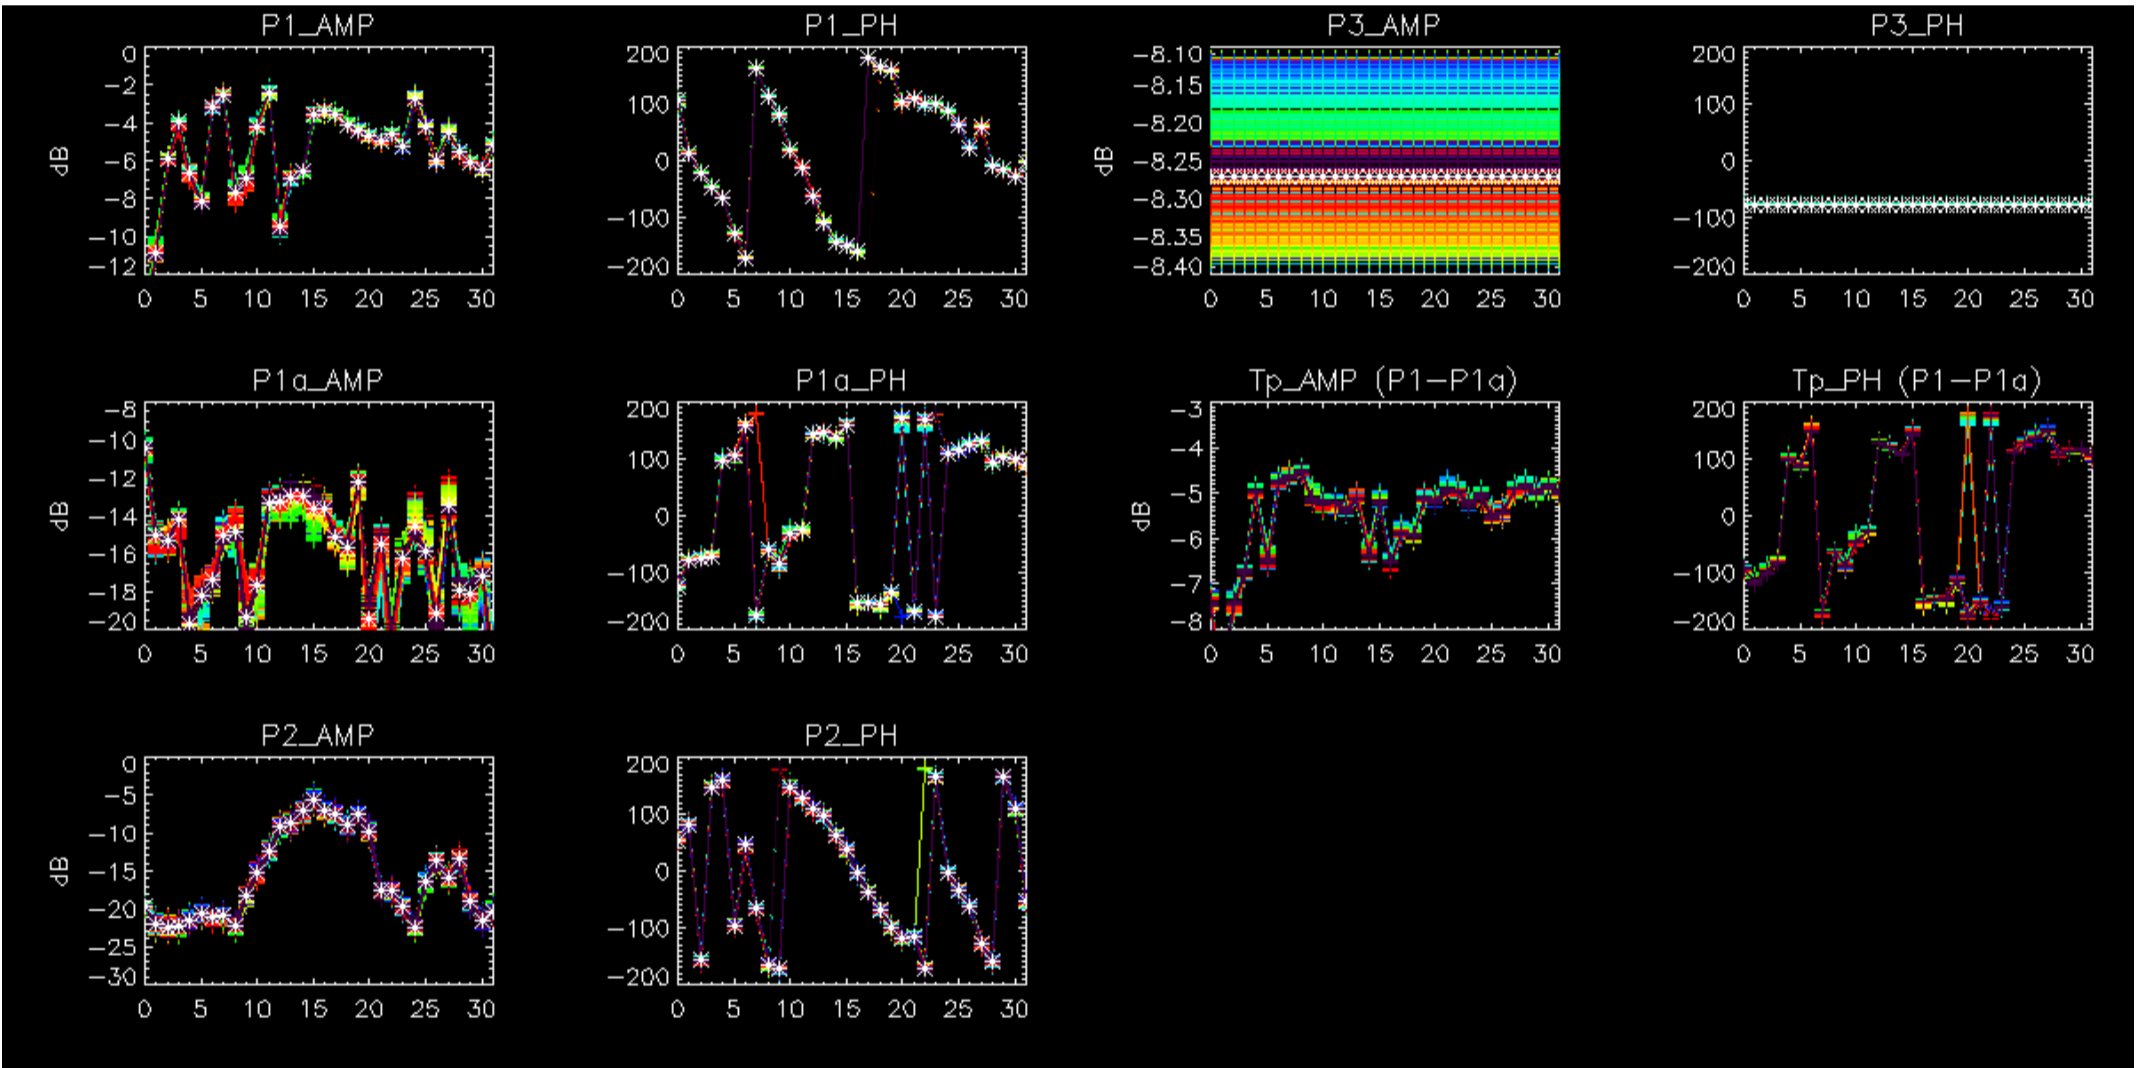 P1_AMP
P1_PH
P3_AMP
P3_PH
dB
0
-2
-4
-6
-8
-10
-12
0 5 10 15 20 25 30
200
100
0
-100
-200
0 5 10 15 20 25 30
dB
-8.10
-8.15
-8.20
-8.25
-8.30
-8.35
-8.40
0 5 10 15 20 25 30
200
100
0
-100
-200
0 5 10 15 20 25 30
P1a_AMP
P1a_PH
Tp_AMP (P1-P1a)
Tp_PH (P1-P1a)
dB
-8
-10
-12
-14
-16
-18
-20
0 5 10 15 20 25 30
200
100
0
-100
-200
0 5 10 15 20 25 30
dB
-3
-4
-5
-6
-7
-8
0 5 10 15 20 25 30
200
100
0
-100
-200
0 5 10 15 20 25 30
P2_AMP
P2_PH
dB
0
-5
-10
-15
-20
-25
-30
0 5 10 15 20 25 30
200
100
0
-100
-200
0 5 10 15 20 25 30